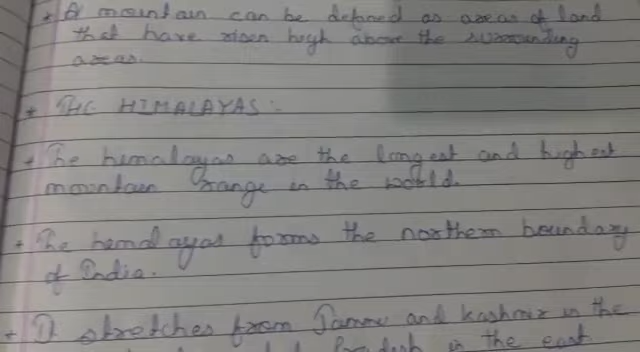 * A mountain can be defined as areas of land
that have risen high above the surrounding
areas.
* THE HIMALAYAS :-
* The himalayas are the longest and highest
mountain range in the world.
* The hemalayas forms the northern boundary
of India.
* It stretches from Jammu and Kashmir in the
Pradesh in the east